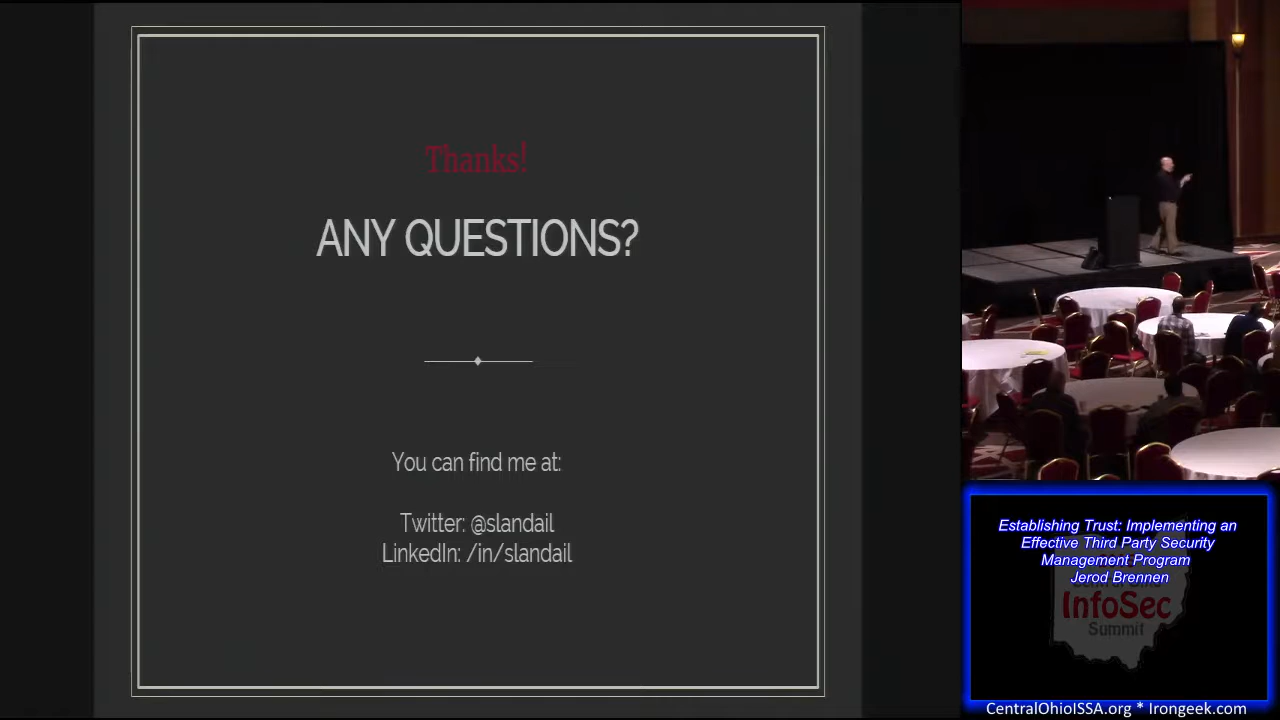 Thanks!
ANY QUESTIONS?
You can find me at:
Twitter: @slandail
LinkedIn: /in/slandail
Establishing Trust: Implementing an
Effective Third Party Security
Management Program
Jerod Brennen
InfoSec
Summit
CentralOhioISSA.org * Irongeek.com